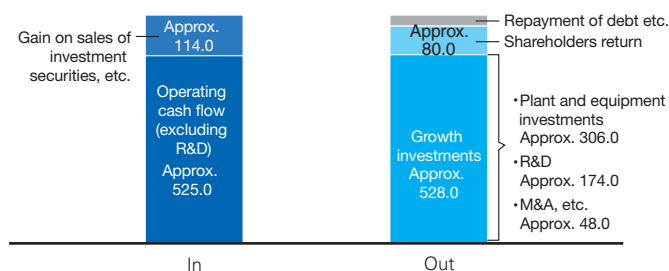 Gain on sales of
investment
securities, etc.
Approx.
114.0
Operating
cash flow
(excluding
R&D)
Approx.
525.0
In
Repayment of debt etc.
Shareholders return
Approx.
80.0
Growth
investments
Approx.
528.0
・Plant and equipment
investments
Approx. 306.0
・R&D
Approx. 174.0
・M&A, etc.
Approx. 48.0
Out